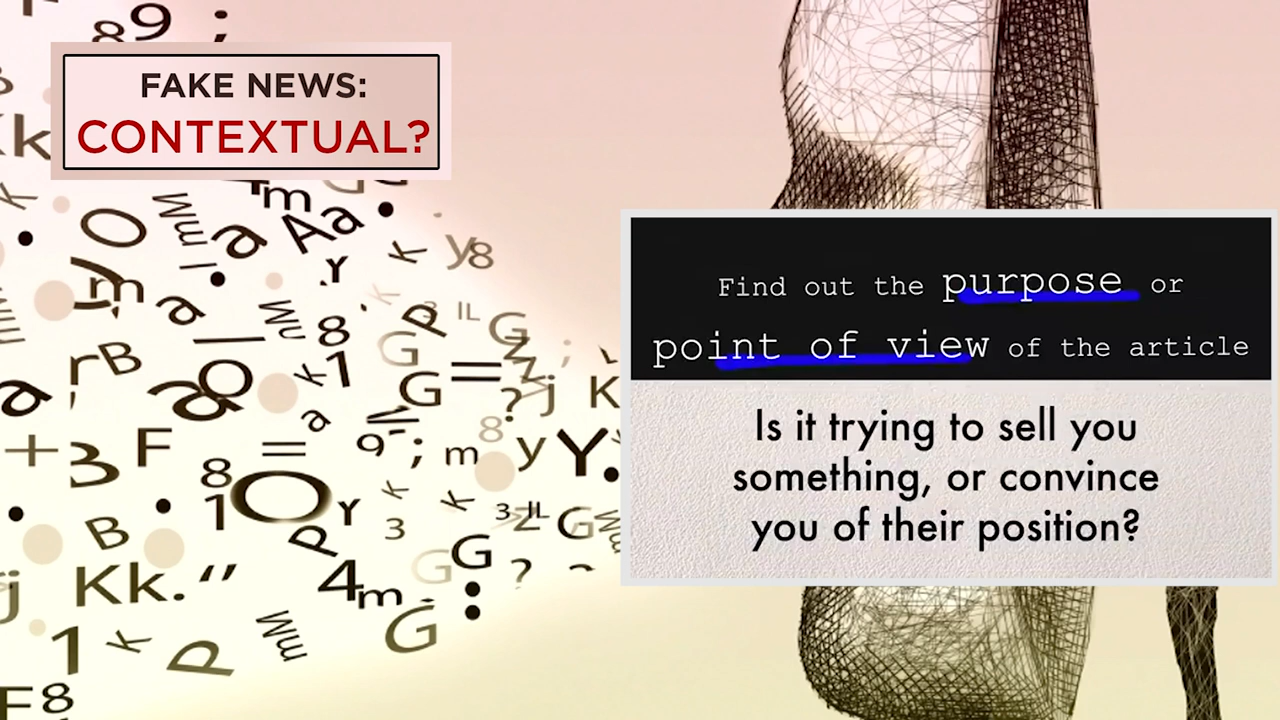 FAKE NEWS:
CONTEXTUAL?
Find out the purpose or
point of view of the article
Is it trying to sell you
something, or convince
you of their position?